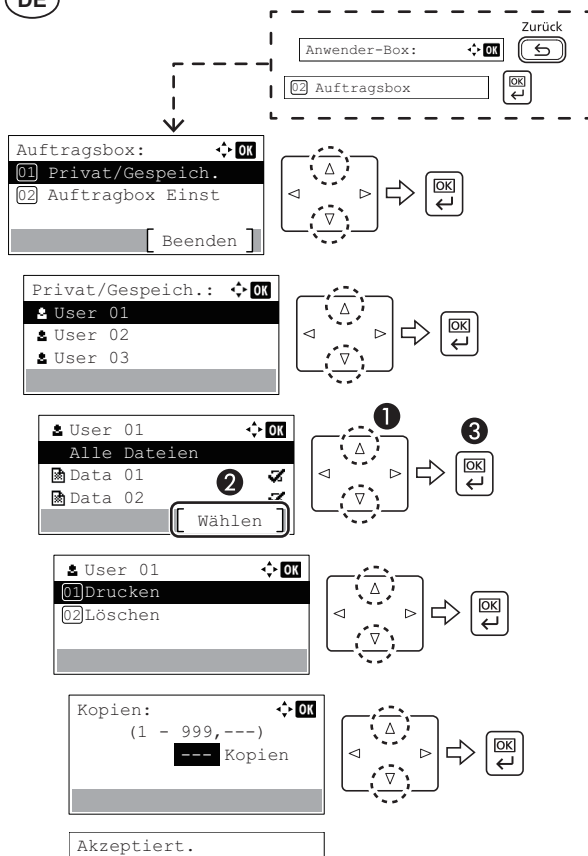 DE
Zurück
Anwender-Box: OK
02 Auftragsbox OK
Auftragsbox: OK
01 Privat/Gespeich.
02 Auftragbox Einst
[ Beenden ]
OK
Privat/Gespeich.: OK
User 01
User 02
User 03
OK
User 01 OK
Alle Dateien
Data 01
Data 02
[ Wählen ]
2
1
3
OK
User 01 OK
01 Drucken
02 Löschen
OK
Kopien: OK
(1 - 999,---)
--- Kopien
OK
Akzeptiert.